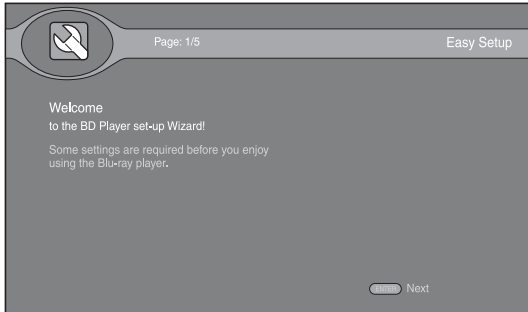 Page: 1/5
Easy Setup
Welcome
to the BD Player set-up Wizard!
Some settings are required before you enjoy
using the Blu-ray player.
ENTER Next